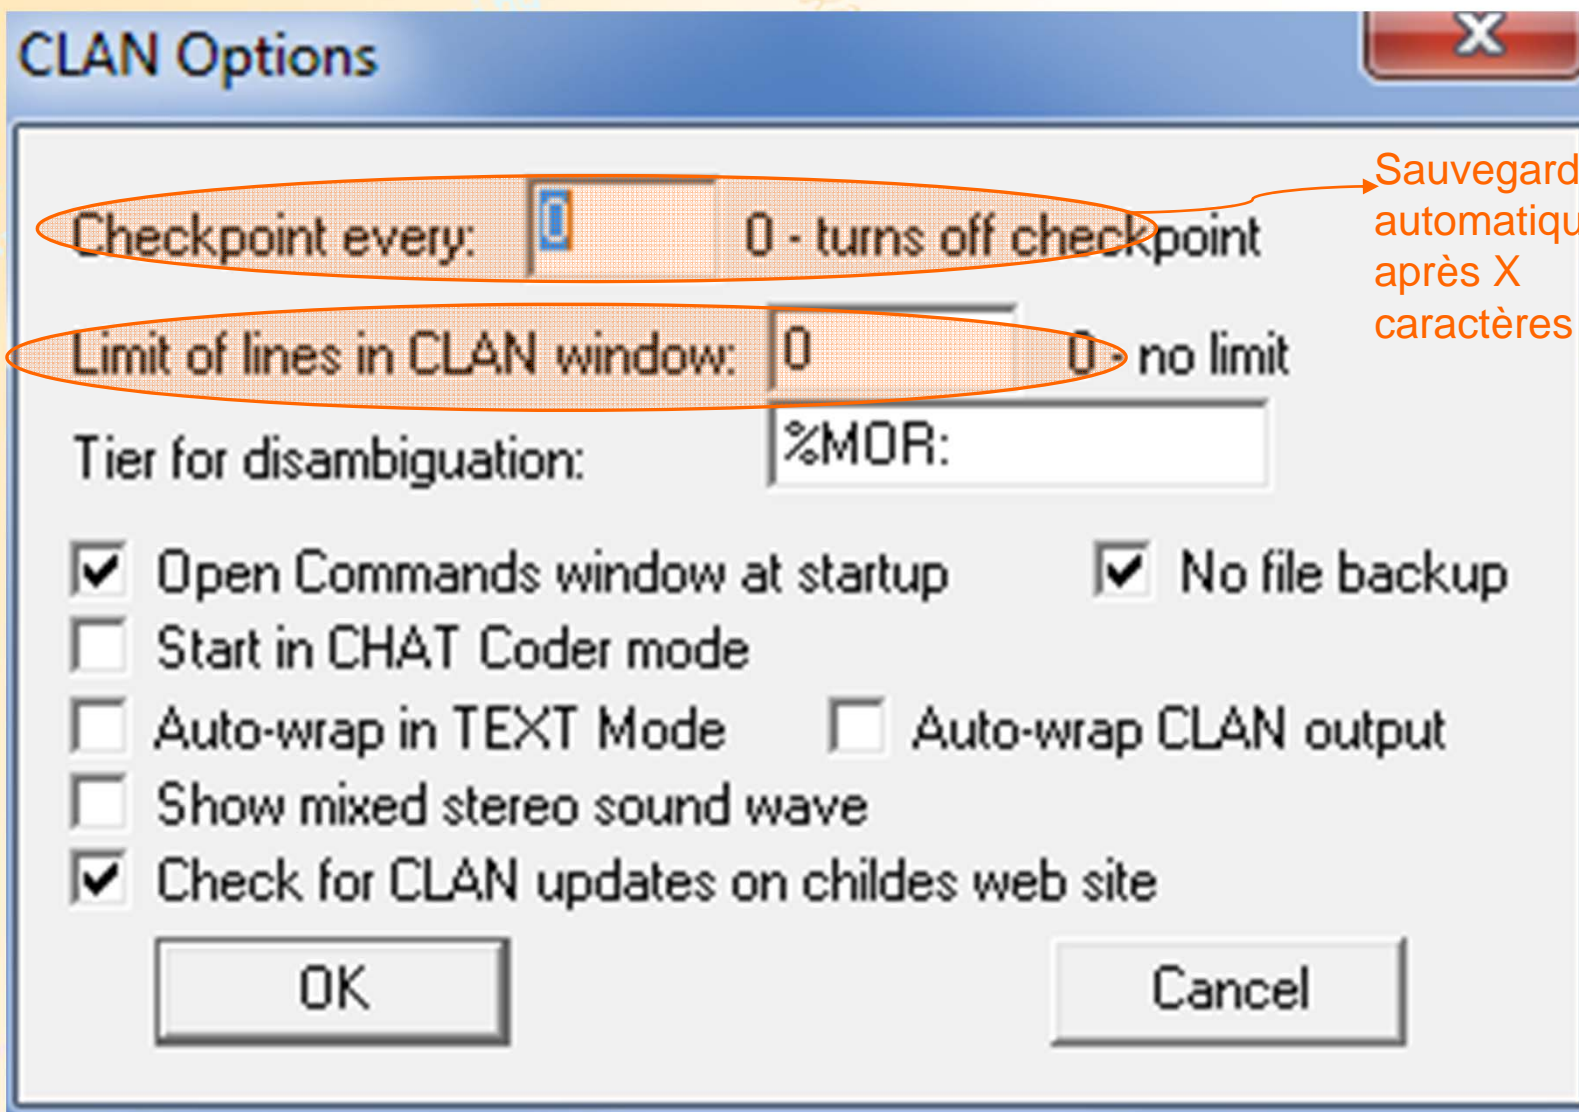 CLAN Options
X
Checkpoint every: 0 0 - turns off checkpoint
Sauvegard
automatiqu
après X
caractères
Limit of lines in CLAN window: 0 0 - no limit
Tier for disambiguation: %MOR:
Open Commands window at startup No file backup
Start in CHAT Coder mode
Auto-wrap in TEXT Mode Auto-wrap CLAN output
Show mixed stereo sound wave
Check for CLAN updates on childes web site
OK Cancel